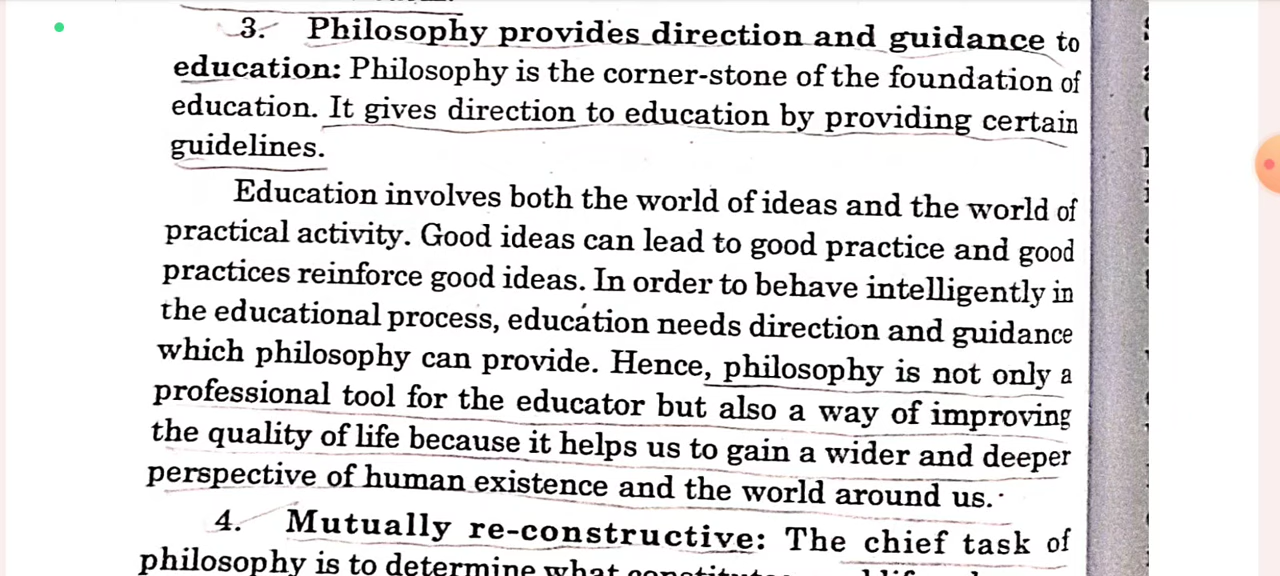 3. Philosophy provides direction and guidance to
education: Philosophy is the corner-stone of the foundation of
education. It gives direction to education by providing certain
guidelines.
Education involves both the world of ideas and the world of
practical activity. Good ideas can lead to good practice and good
practices reinforce good ideas. In order to behave intelligently in
the educational process, education needs direction and guidance
which philosophy can provide. Hence, philosophy is not only a
professional tool for the educator but also a way of improving
the quality of life because it helps us to gain a wider and deeper
perspective of human existence and the world around us.
4. Mutually re-constructive: The chief task of
philosophy is to determine what